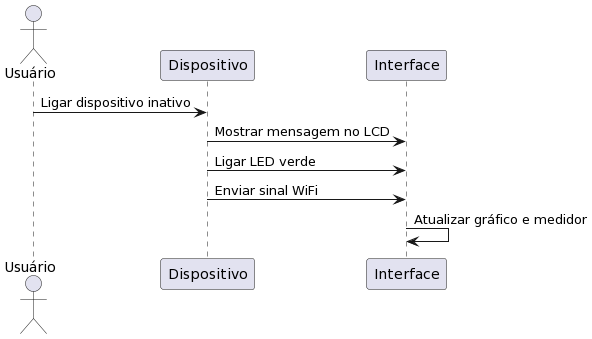 Usuário
Dispositivo
Interface
Ligar dispositivo inativo
Mostrar mensagem no LCD
Ligar LED verde
Enviar sinal WiFi
Atualizar gráfico e medidor
Usuário
Dispositivo
Interface